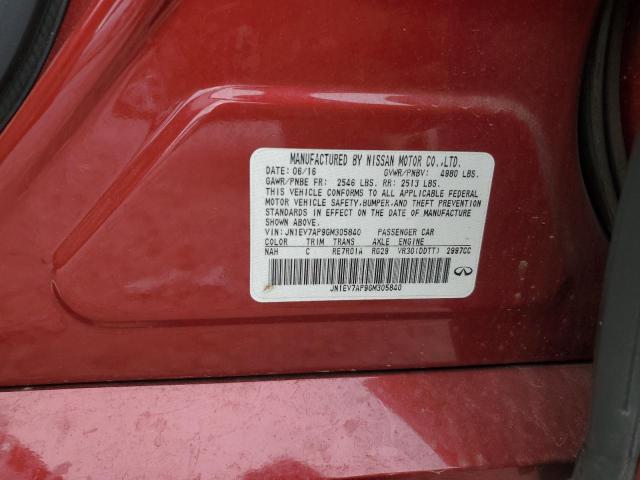 MANUFACTURED BY NISSAN MOTOR CO.,LTD.
DATE: 06/16 GVWR/PNBV: 4980 LBS.
GAWR/PNBE FR: 2546 LBS. RR: 2513 LBS.
THIS VEHICLE CONFORMS TO ALL APPLICABLE FEDERAL
MOTOR VEHICLE SAFETY,BUMPER,AND THEFT PREVENTION
STANDARDS IN EFFECT ON THE DATE OF MANUFACTURE
SHOWN ABOVE.
VIN: JN1EV7AP9GM305840 PASSENGER CAR
COLOR TRIM TRANS AXLE ENGINE
NAH C RE7R01A RG29 VR30(DDTT) 2997CC
JN1EV7AP9GM305840